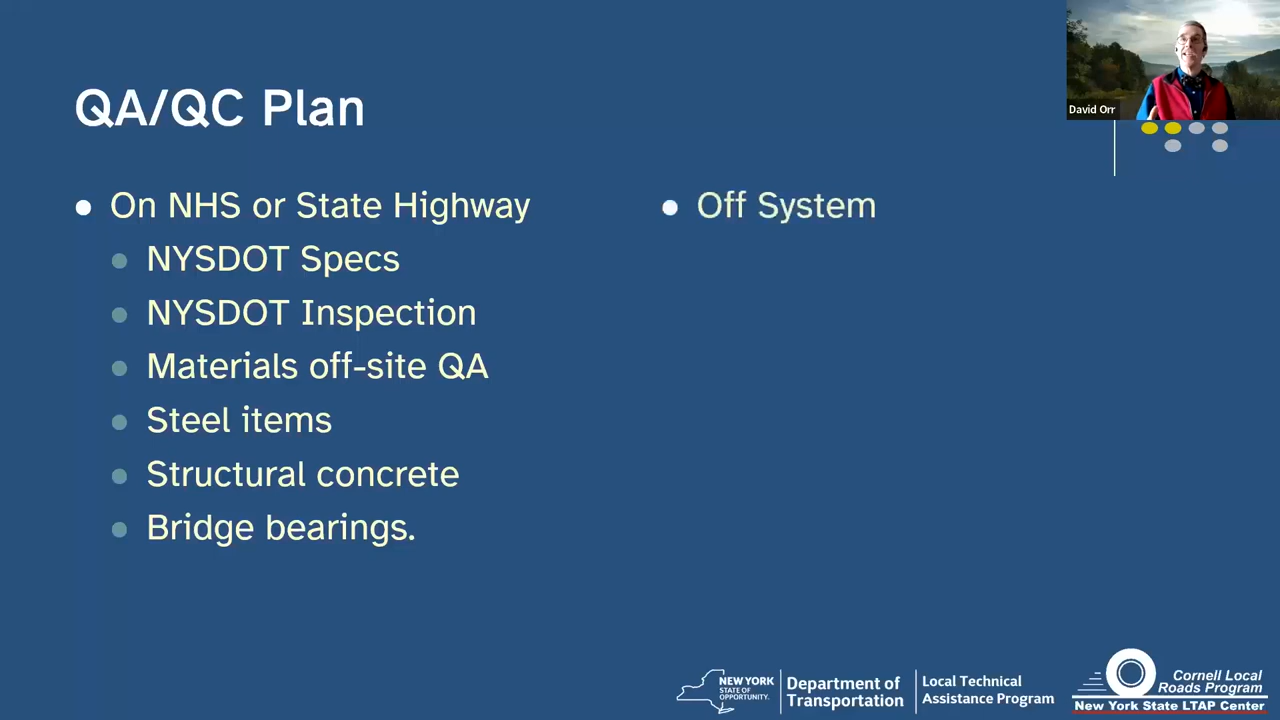 David Orr
QA/QC Plan
On NHS or State Highway
NYSDOT Specs
NYSDOT Inspection
Materials off-site QA
Steel items
Structural concrete
Bridge bearings.
Off System
NEW YORK
STATE OF
OPPORTUNITY.
Department of
Transportation
Local Technical
Assistance Program
Cornell Local
Roads Program
New York State LTAP Center